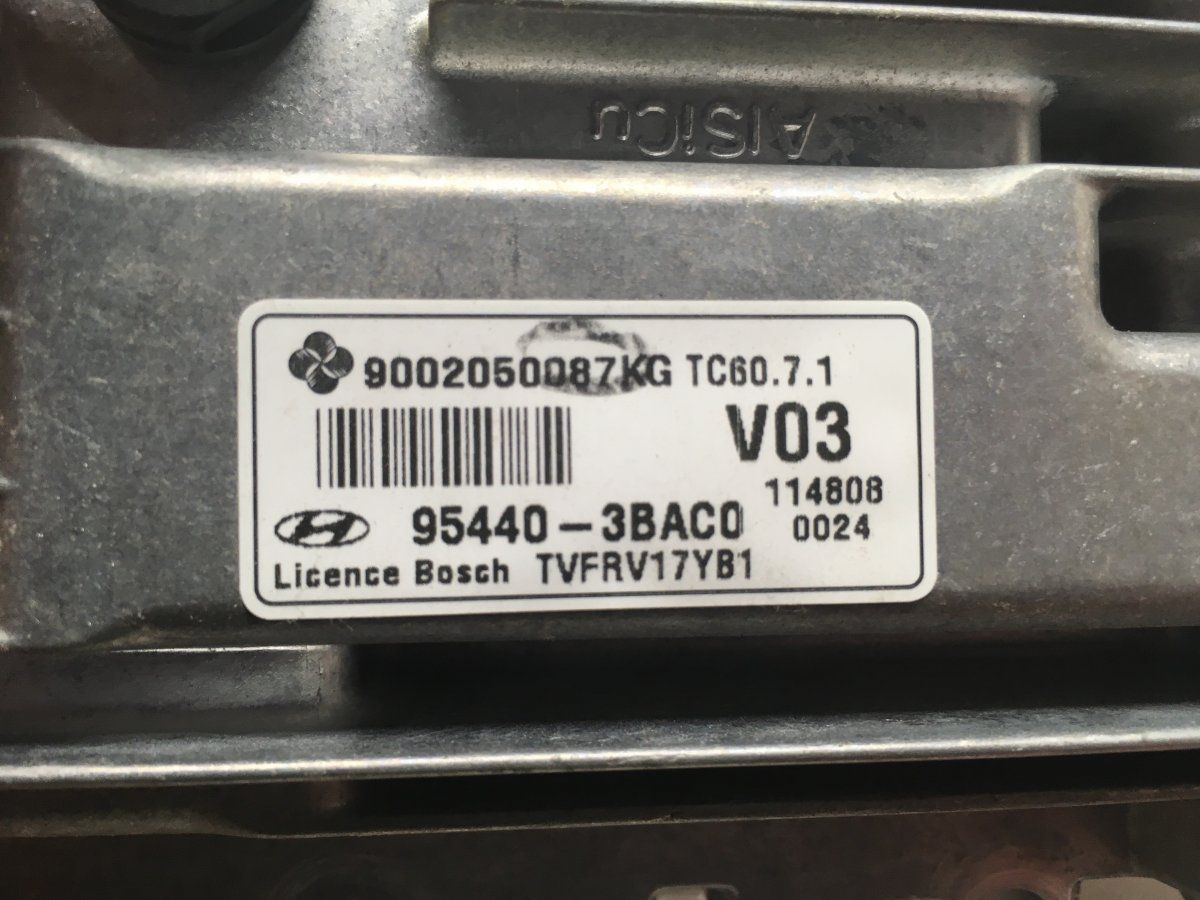 AlSiCu
9002050087KG TC60.7.1
V03
114808
95440-3BAC0 0024
Licence Bosch TVFRV17YB1